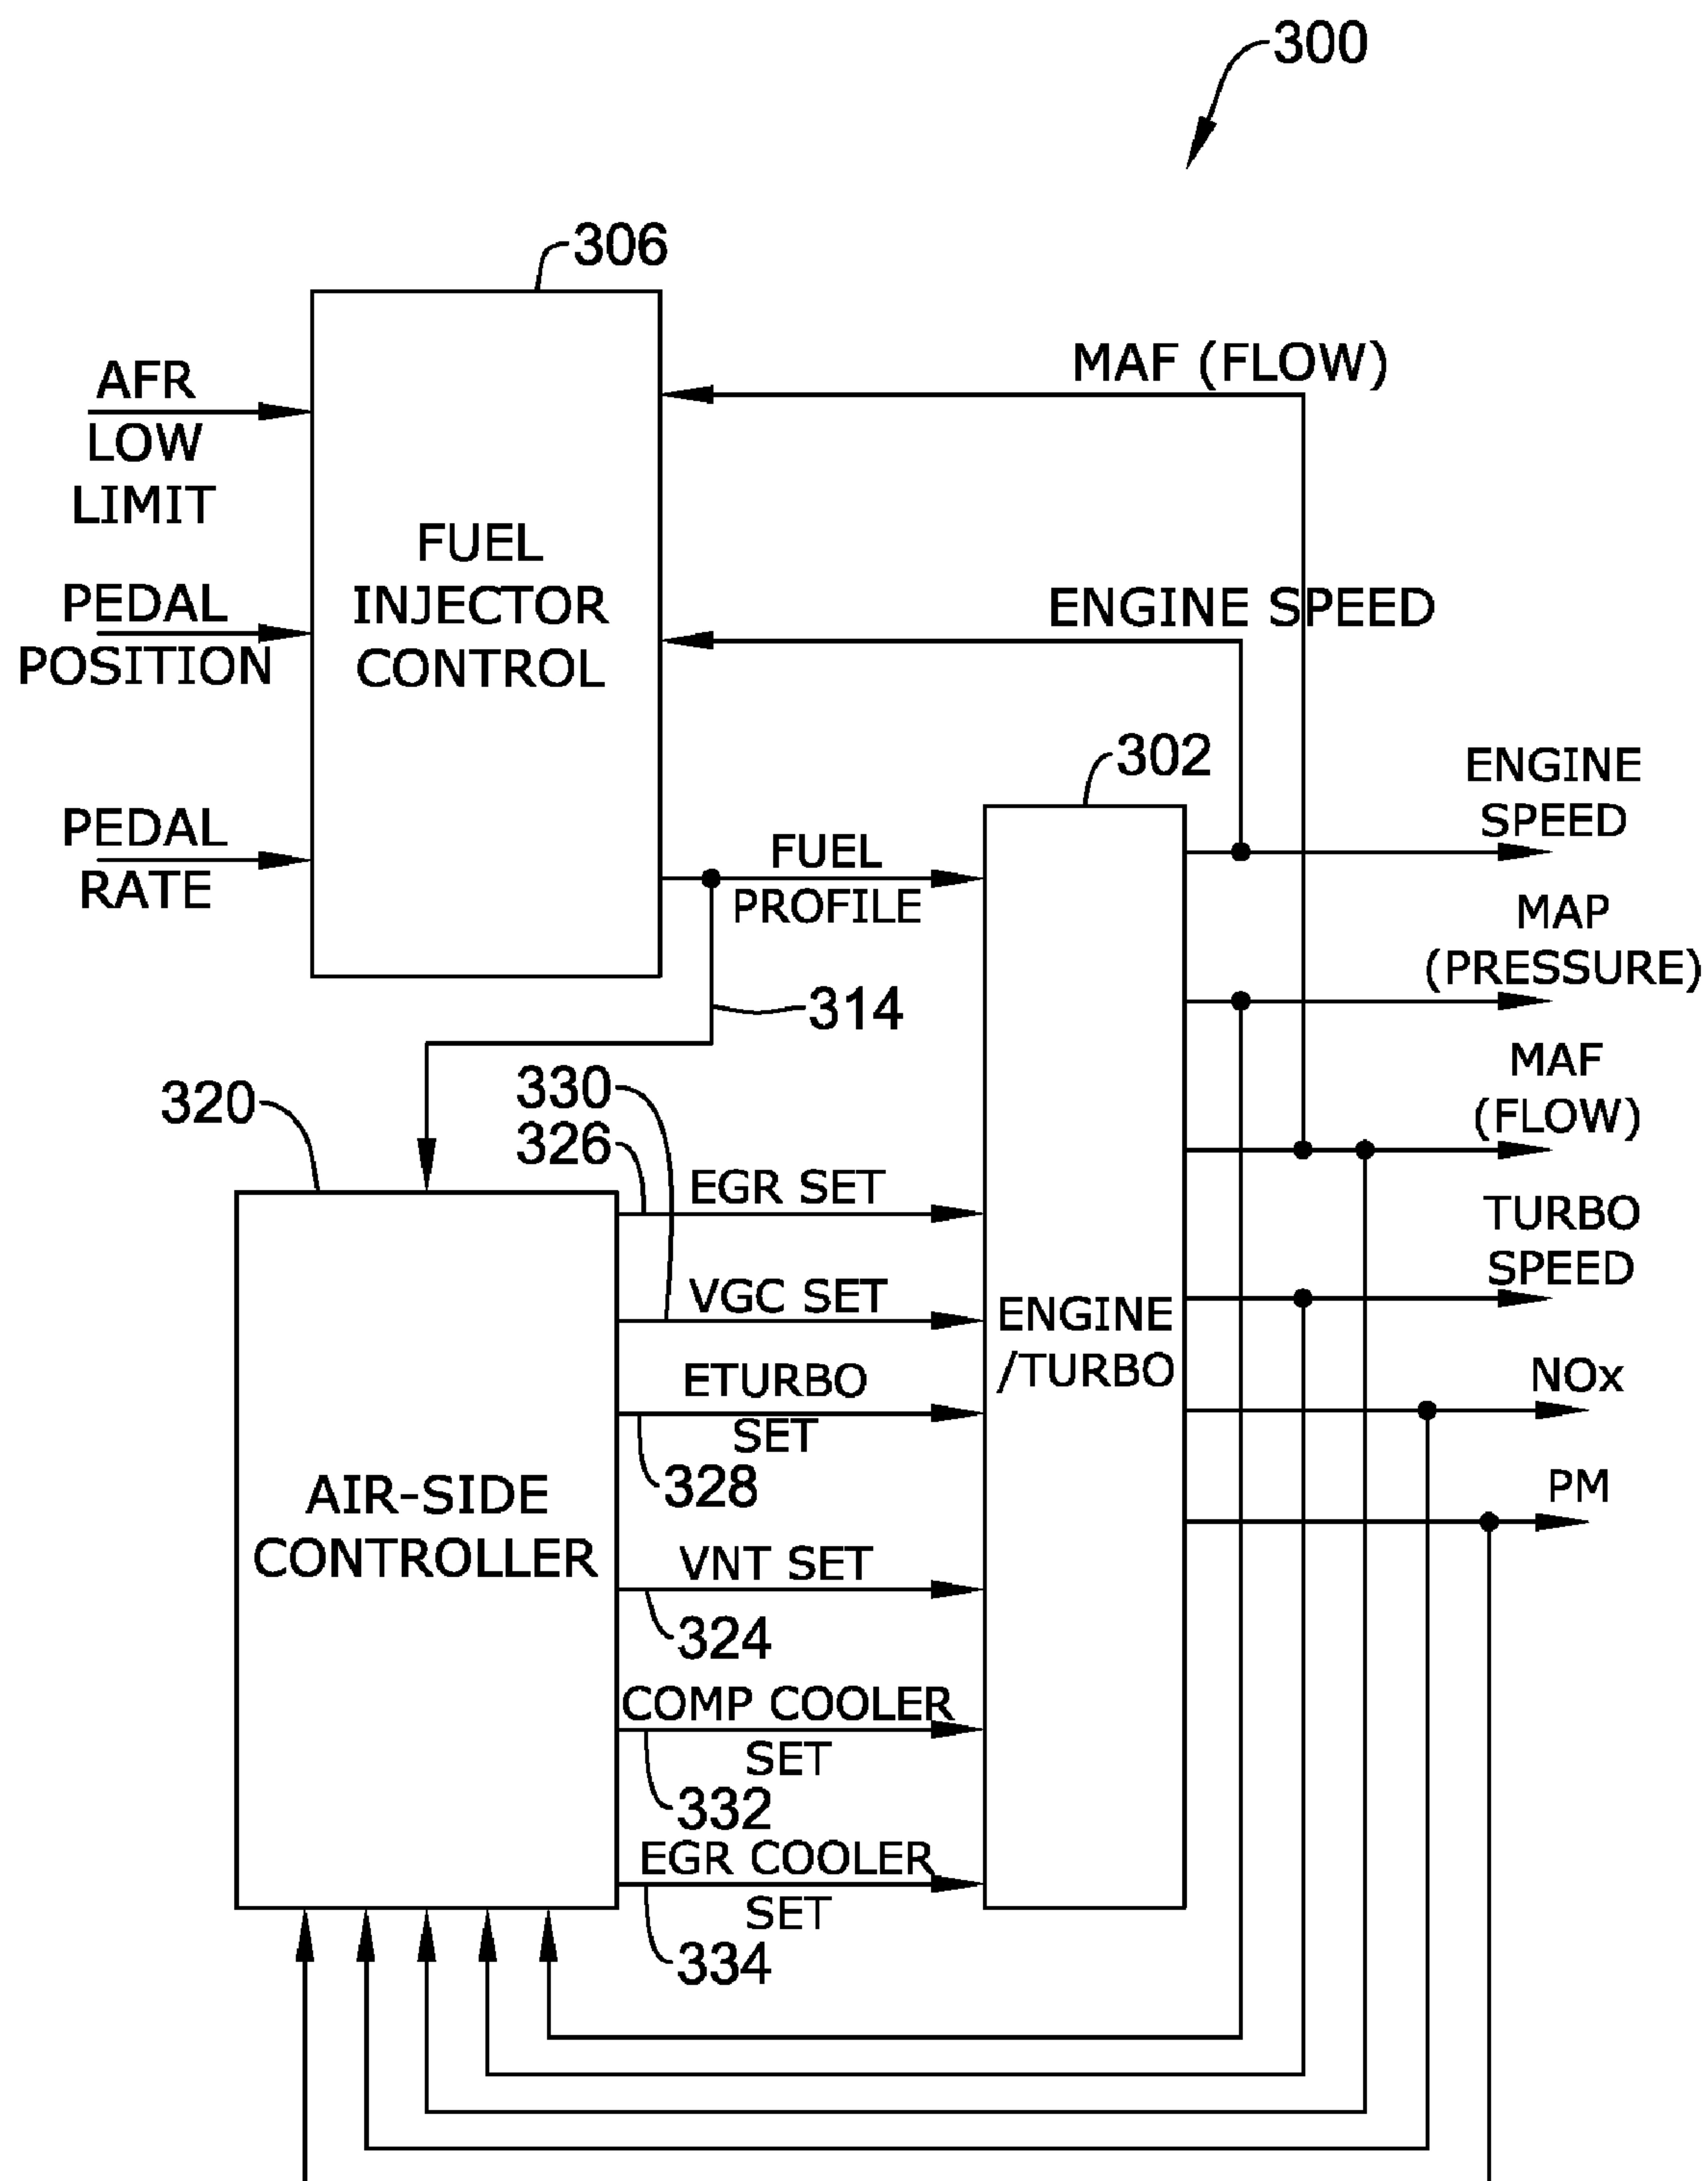 300
306
AFR
LOW
LIMIT
PEDAL
POSITION
PEDAL
RATE
FUEL
INJECTOR
CONTROL
MAF (FLOW)
ENGINE SPEED
302
FUEL
PROFILE
314
ENGINE
SPEED
MAP
(PRESSURE)
MAF
(FLOW)
TURBO
SPEED
NOx
PM
320
330
326
EGR SET
VGC SET
ETURBO
SET
328
VNT SET
324
COMP COOLER
SET
332
EGR COOLER
SET
334
AIR-SIDE
CONTROLLER
ENGINE
/TURBO